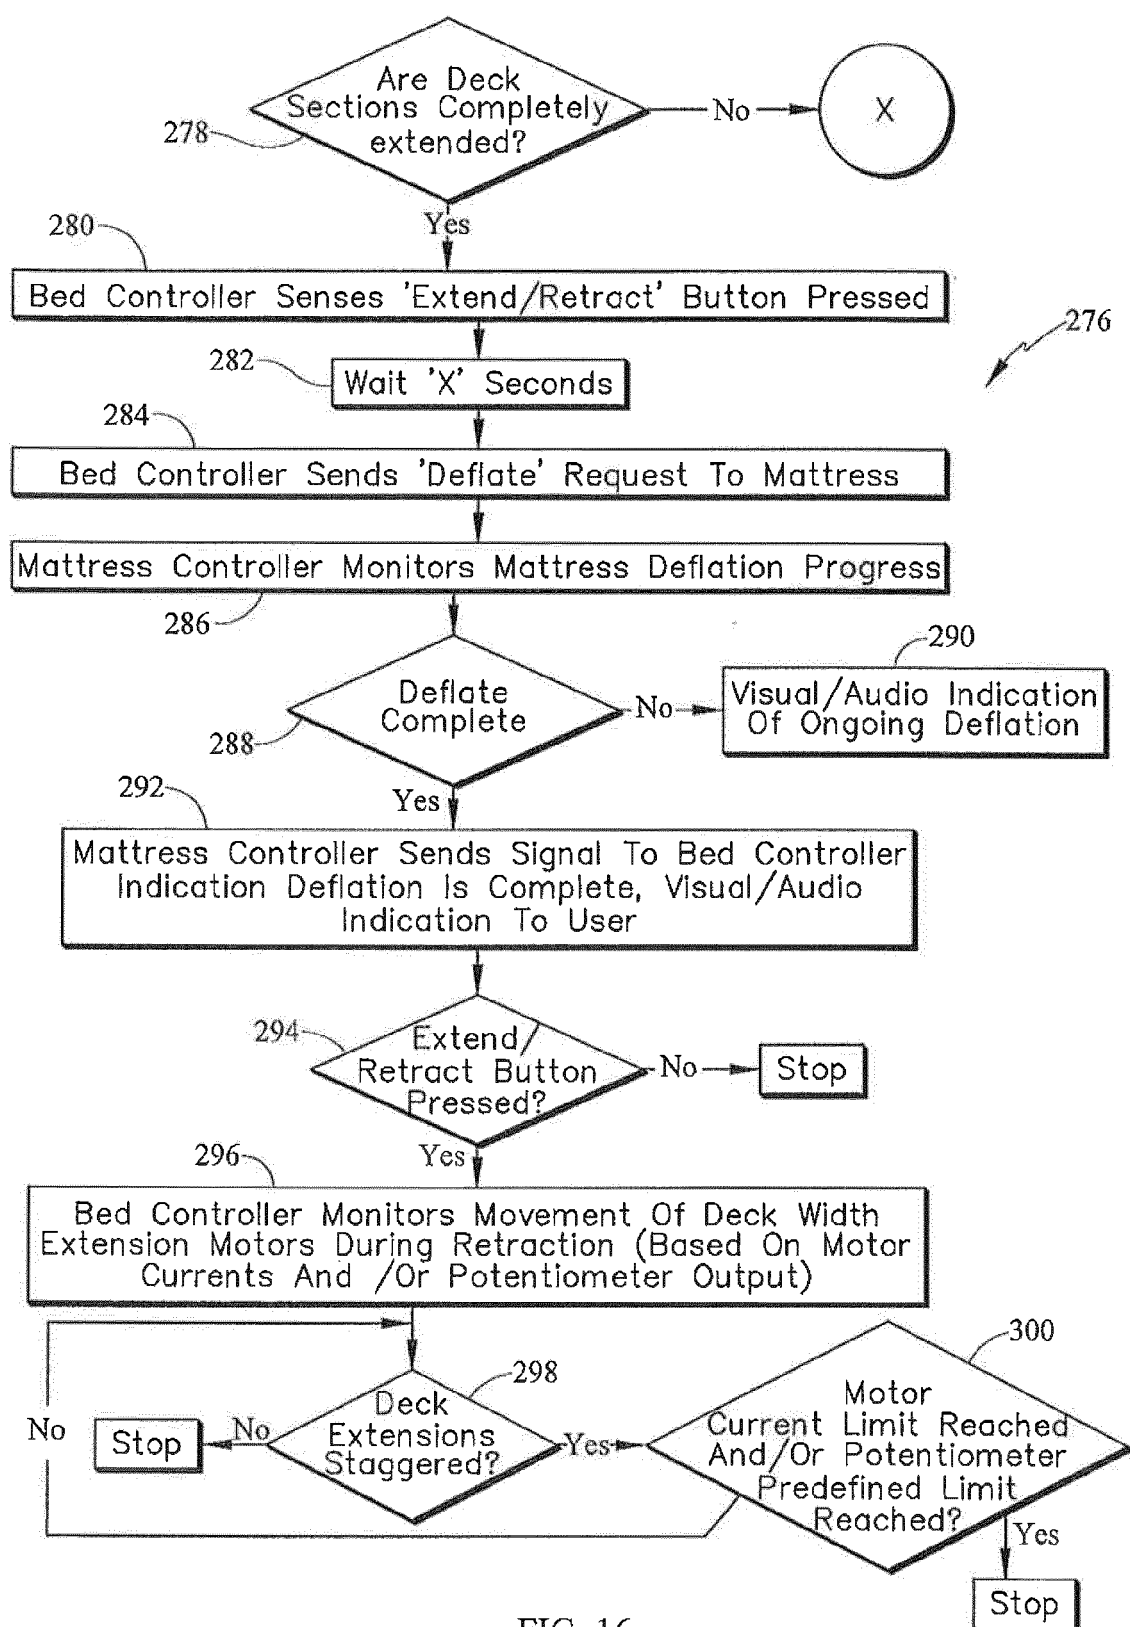 Are Deck
Sections Completely
extended?
278
No
X
Yes
280
Bed Controller Senses 'Extend/Retract' Button Pressed
276
282
Wait 'X' Seconds
284
Bed Controller Sends 'Deflate' Request To Mattress
Mattress Controller Monitors Mattress Deflation Progress
286
290
Deflate
Complete
288
No
Visual/Audio Indication
Of Ongoing Deflation
292
Yes
Mattress Controller Sends Signal To Bed Controller
Indication Deflation Is Complete, Visual/Audio
Indication To User
294
Extend/
Retract Button
Pressed?
No
Stop
296
Yes
Bed Controller Monitors Movement Of Deck Width
Extension Motors During Retraction (Based On Motor
Currents And /Or Potentiometer Output)
298
300
No
Stop
No
Deck
Extensions
Staggered?
Yes
Motor
Current Limit Reached
And/Or Potentiometer
Predefined Limit
Reached?
Yes
Stop
FIG. 16